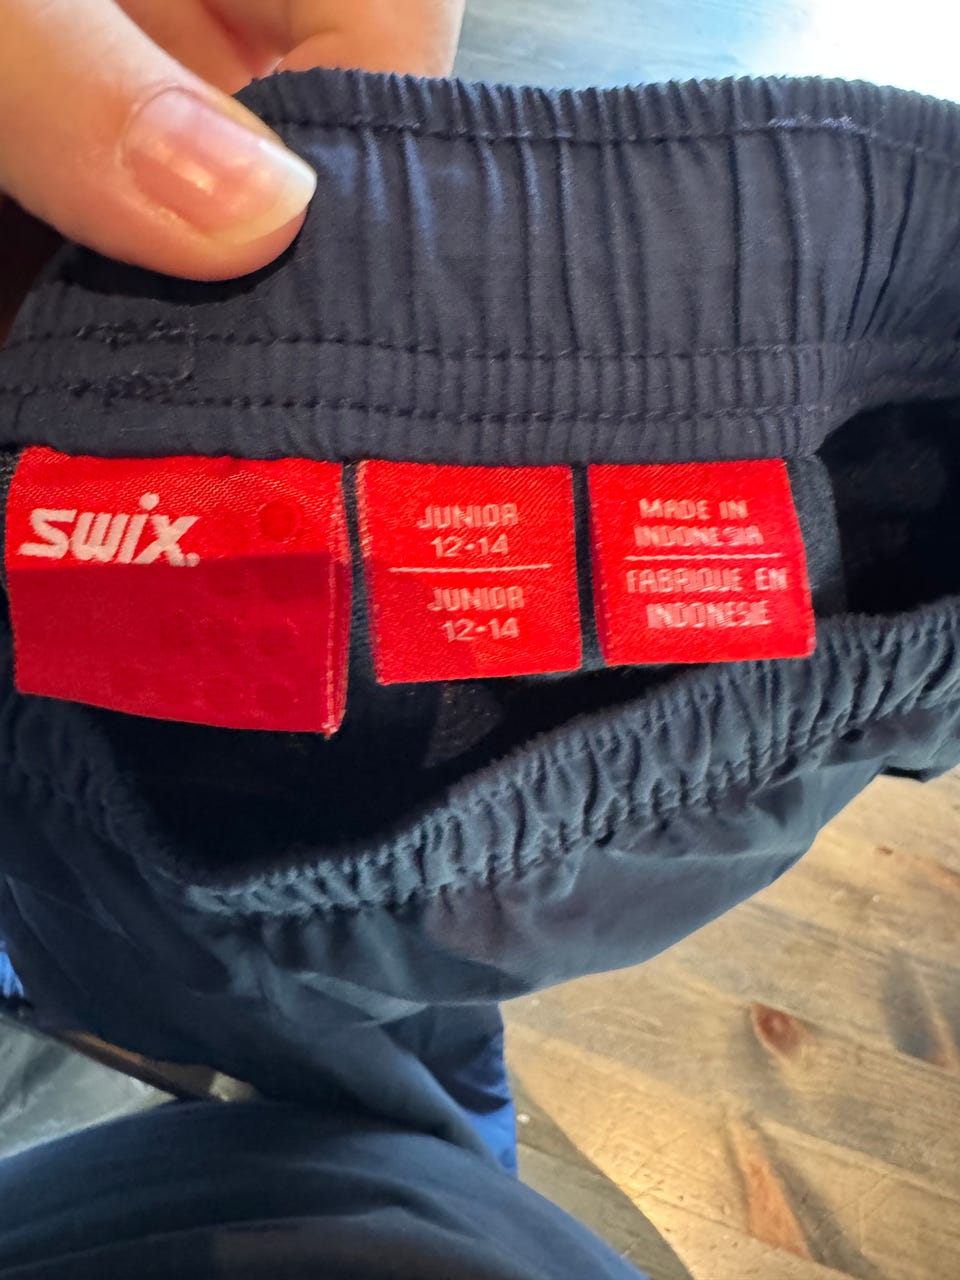 swix.
JUNIOR
12-14
JUNIOR
12-14
MADE IN
INDONESIA
FABRIQUE EN
INDONESIE